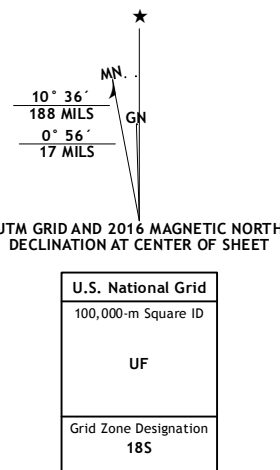 ★
MN
10° 36´
188 MILS
GN
0° 56´
17 MILS
UTM GRID AND 2016 MAGNETIC NORTH
DECLINATION AT CENTER OF SHEET
U.S. National Grid
100,000-m Square ID
UF
Grid Zone Designation
18S